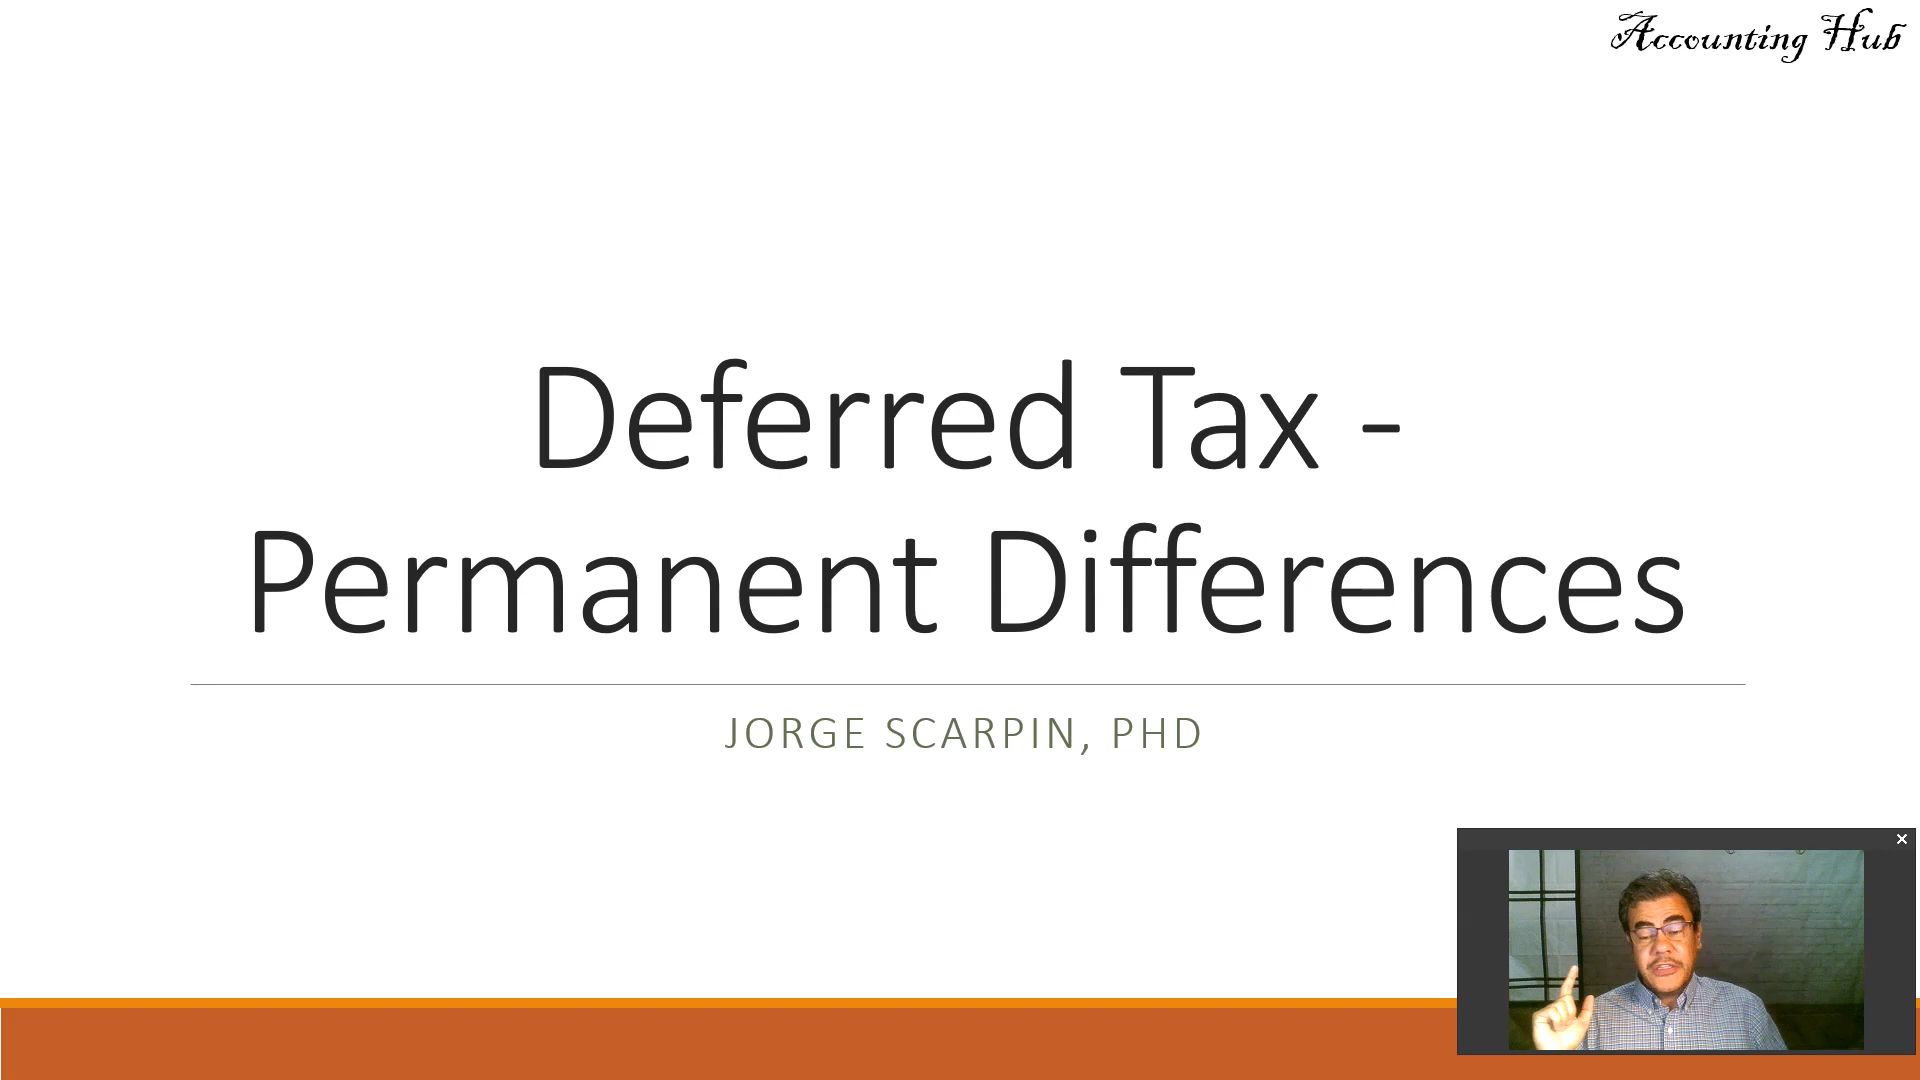 Accounting Hub
Deferred Tax -
Permanent Differences
JORGE SCARPIN, PHD